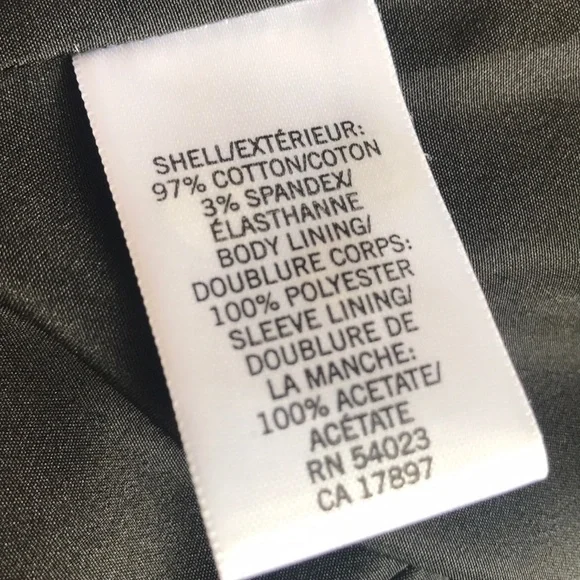 SHELL/EXTÉRIEUR:
97% COTTON/COTON
3% SPANDEX/
ÉLASTHANNE
BODY LINING/
DOUBLURE CORPS:
100% POLYESTER
SLEEVE LINING/
DOUBLURE DE
LA MANCHE:
100% ACETATE/
ACÉTATE
RN 54023
CA 17897